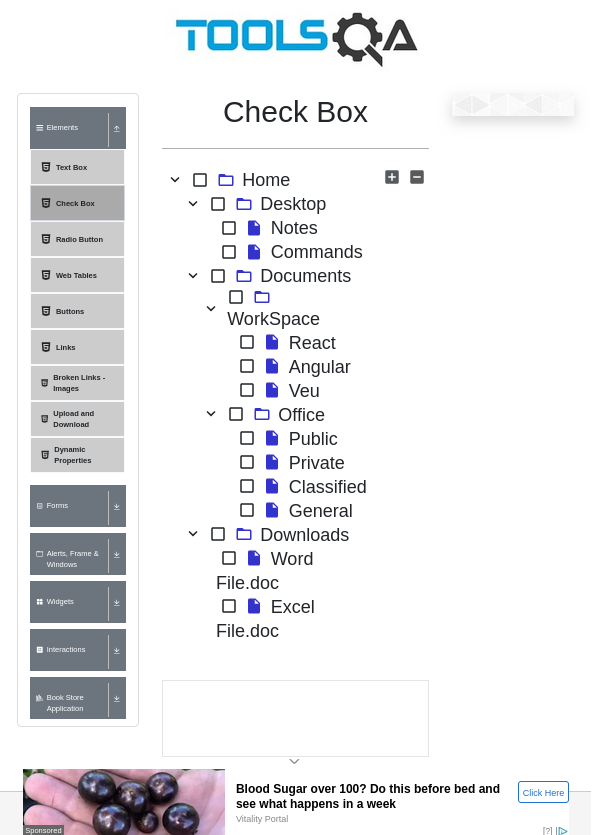 TOOLSQA
Check Box
Elements
Text Box
Check Box
Radio Button
Web Tables
Buttons
Links
Broken Links -
Images
Upload and
Download
Dynamic
Properties
Forms
Alerts, Frame &
Windows
Widgets
Interactions
Book Store
Application
Home
Desktop
Notes
Commands
Documents
WorkSpace
React
Angular
Veu
Office
Public
Private
Classified
General
Downloads
Word
File.doc
Excel
File.doc
Sponsored
Blood Sugar over 100? Do this before bed and
see what happens in a week
Vitality Portal
Click Here
[?]